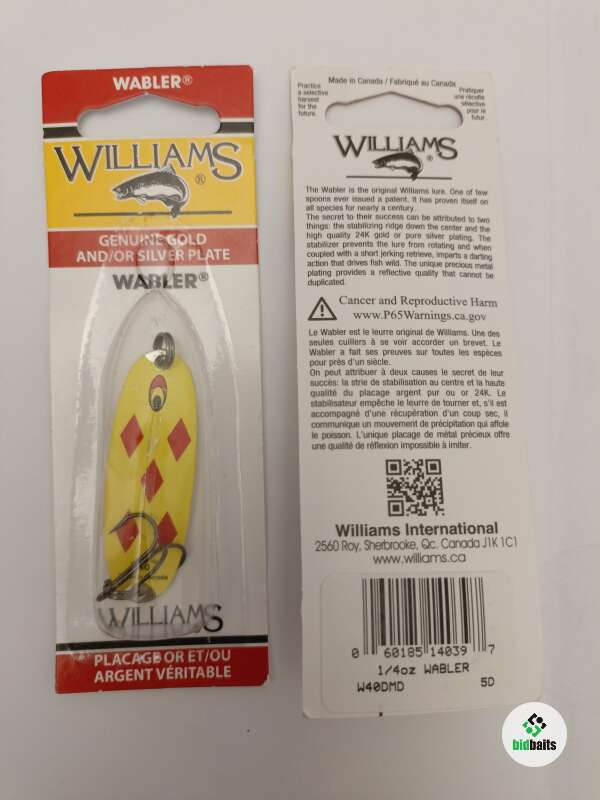 WABLER®
WILLIAMS
®
GENUINE GOLD
AND/OR SILVER PLATE
WABLER®
40
WILLIAMS
PLACAGE OR ET/OU
ARGENT VÉRITABLE
Made in Canada / Fabriqué au Canada
Practice
a selective
harvest
for the
future.
Pratiquer
une récolte
sélective
pour le
futur.
WILLIAMS
®
The Wabler is the original Williams lure. One of few
spoons ever issued a patent. It has proven itself on
all species for nearly a century.
The secret to their success can be attributed to two
things: the stabilizing ridge down the center and the
high quality 24K gold or pure silver plating. The
stabilizer prevents the lure from rotating and when
coupled with a short jerking retrieve, imparts a darting
action that drives fish wild. The unique precious metal
plating provides a reflective quality that cannot be
duplicated.
Cancer and Reproductive Harm
www.P65Warnings.ca.gov
Le Wabler est le leurre original de Williams. Une des
seules cuillers à se voir accorder un brevet. Le
Wabler a fait ses preuves sur toutes les espèces
pour près d'un siècle.
On peut attribuer à deux causes le secret de leur
succès: la strie de stabilisation au centre et la haute
qualité du placage argent pur ou or 24K. Le
stabilisateur empêche le leurre de tourner et, s'il est
accompagné d'une récupération d'un coup sec, il
communique un mouvement de précipitation qui affole
le poisson. L'unique placage de métal précieux offre
une qualité de réflexion impossible à imiter.
Williams International
2560 Roy, Sherbrooke, Qc. Canada J1K 1C1
www.williams.ca
0 60185 14039 7
1/4oz WABLER
W40DMD 5D
bidbaits